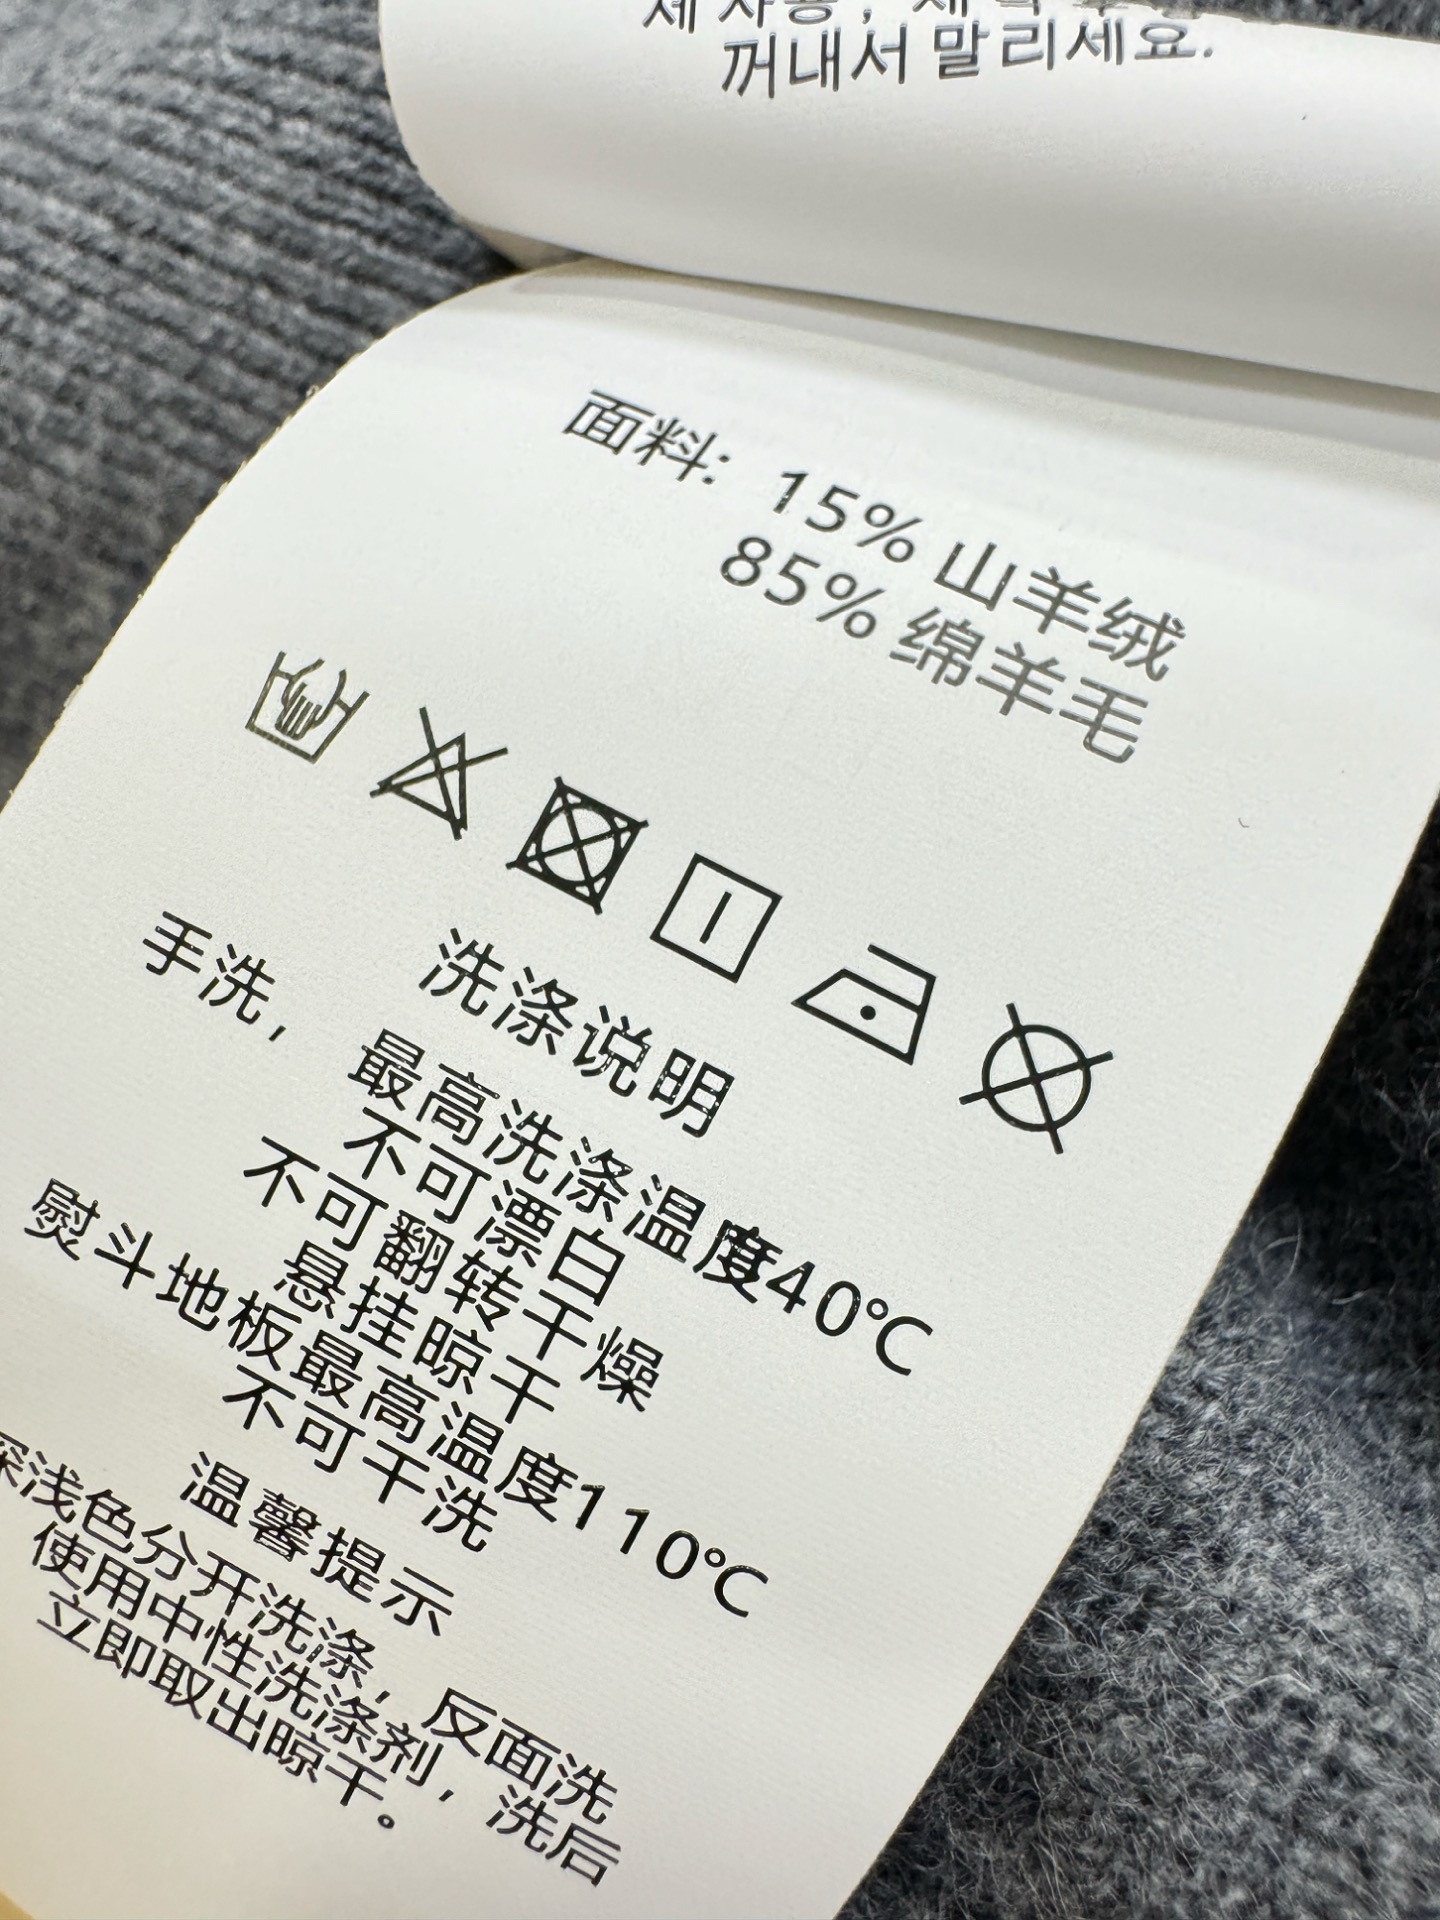 꺼내서 말리세요.
面料: 15% 山羊绒
85% 绵羊毛
洗涤说明
手洗, 最高洗涤温度40℃
不可漂白
不可翻转干燥
悬挂晾干
熨斗地板最高温度110℃
不可干洗
温馨提示
深浅色分开洗涤, 反面洗
使用中性洗涤剂, 洗后
立即取出晾干。